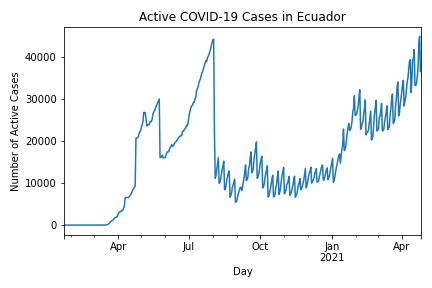 Active COVID-19 Cases in Ecuador
Number of Active Cases
40000
30000
20000
10000
0
Apr
Jul
Oct
Jan
2021
Apr
Day